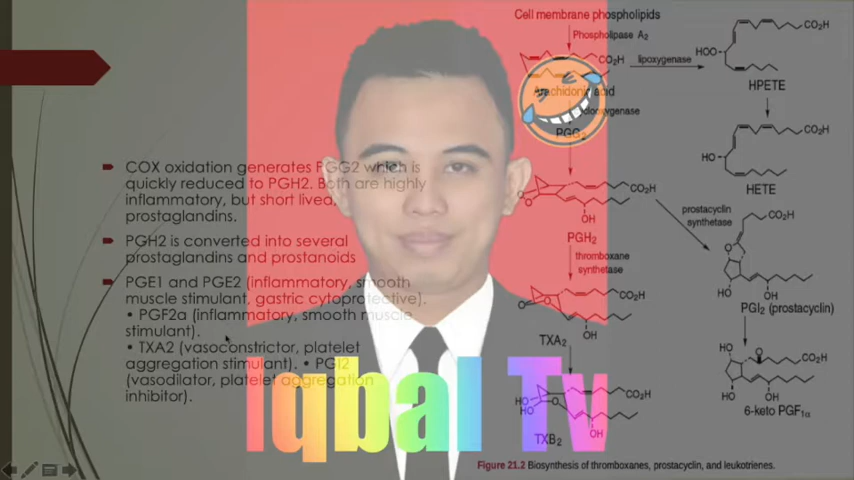 COX oxidation generates PGG2 which is
quickly reduced to PGH2. Both are highly
inflammatory, but short lived.
prostaglandins.
PGH2 is converted into several
prostaglandins and prostanoids
PGE1 and PGE2 (inflammatory, smooth
muscle stimulant, gastric cytoprotective).
• PGF2a (inflammatory, smooth muscle
stimulant).
• TXA2 (vasoconstrictor, platelet
aggregation stimulant). • PGI2
(vasodilator, platelet aggregation
inhibitor).
Iqbal Tv
Cell membrane phospholipids
Phospholipase A2
CO2H
lipoxygenase
Arachidonic acid
PGG2
CO2H
HOO
HPETE
CO2H
HO
HETE
O
O
CO2H
OH
PGH2
prostacyclin
synthetase
thromboxane
synthetase
CO2H
O
HO
OH
PGI2 (prostacyclin)
O
O
CO2H
OH
TXA2
HO
O
CO2H
HO
OH
6-keto PGF1α
HO
HO
O
CO2H
OH
TXB2
Figure 21.2 Biosynthesis of thromboxanes, prostacyclin, and leukotrienes.